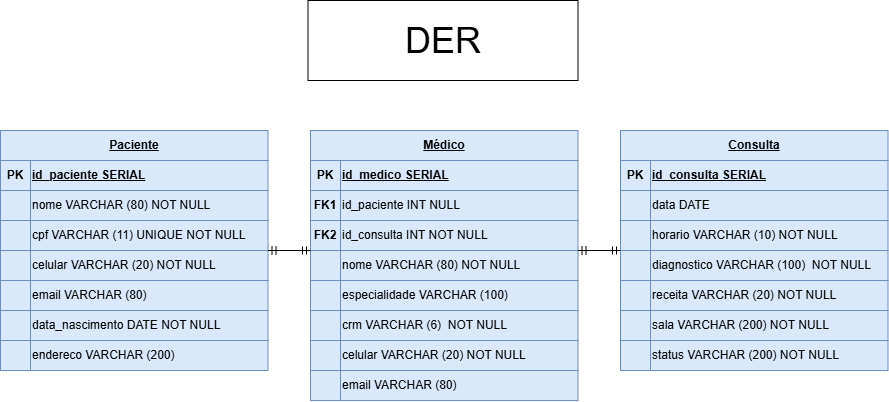 DER
Paciente
PK id_paciente SERIAL
nome VARCHAR (80) NOT NULL
cpf VARCHAR (11) UNIQUE NOT NULL
celular VARCHAR (20) NOT NULL
email VARCHAR (80)
data_nascimento DATE NOT NULL
endereco VARCHAR (200)
Médico
PK id_medico SERIAL
FK1 id_paciente INT NULL
FK2 id_consulta INT NOT NULL
nome VARCHAR (80) NOT NULL
especialidade VARCHAR (100)
crm VARCHAR (6)  NOT NULL
celular VARCHAR (20) NOT NULL
email VARCHAR (80)
Consulta
PK id_consulta SERIAL
data DATE
horario VARCHAR (10) NOT NULL
diagnostico VARCHAR (100)  NOT NULL
receita VARCHAR (20) NOT NULL
sala VARCHAR (200) NOT NULL
status VARCHAR (200) NOT NULL